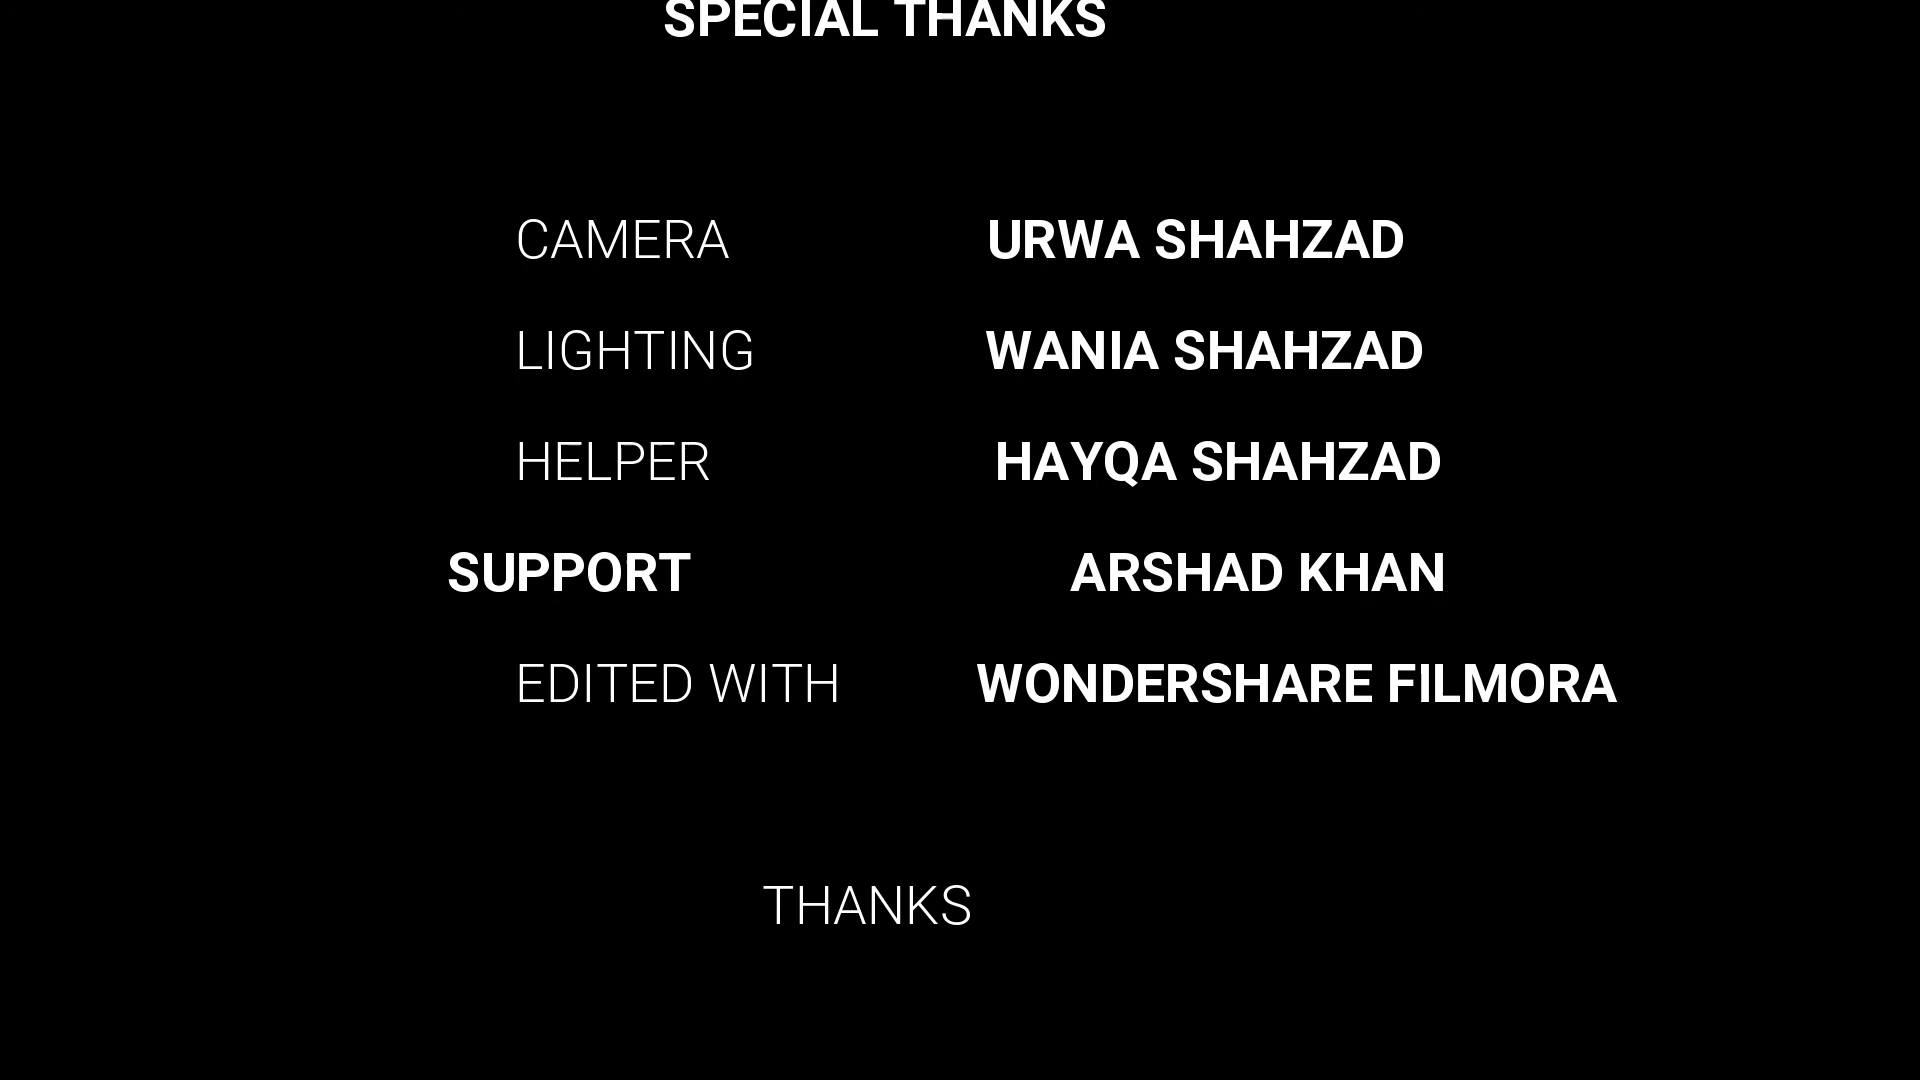 SPECIAL THANKS
CAMERA URWA SHAHZAD
LIGHTING WANIA SHAHZAD
HELPER HAYQA SHAHZAD
SUPPORT ARSHAD KHAN
EDITED WITH WONDERSHARE FILMORA
THANKS